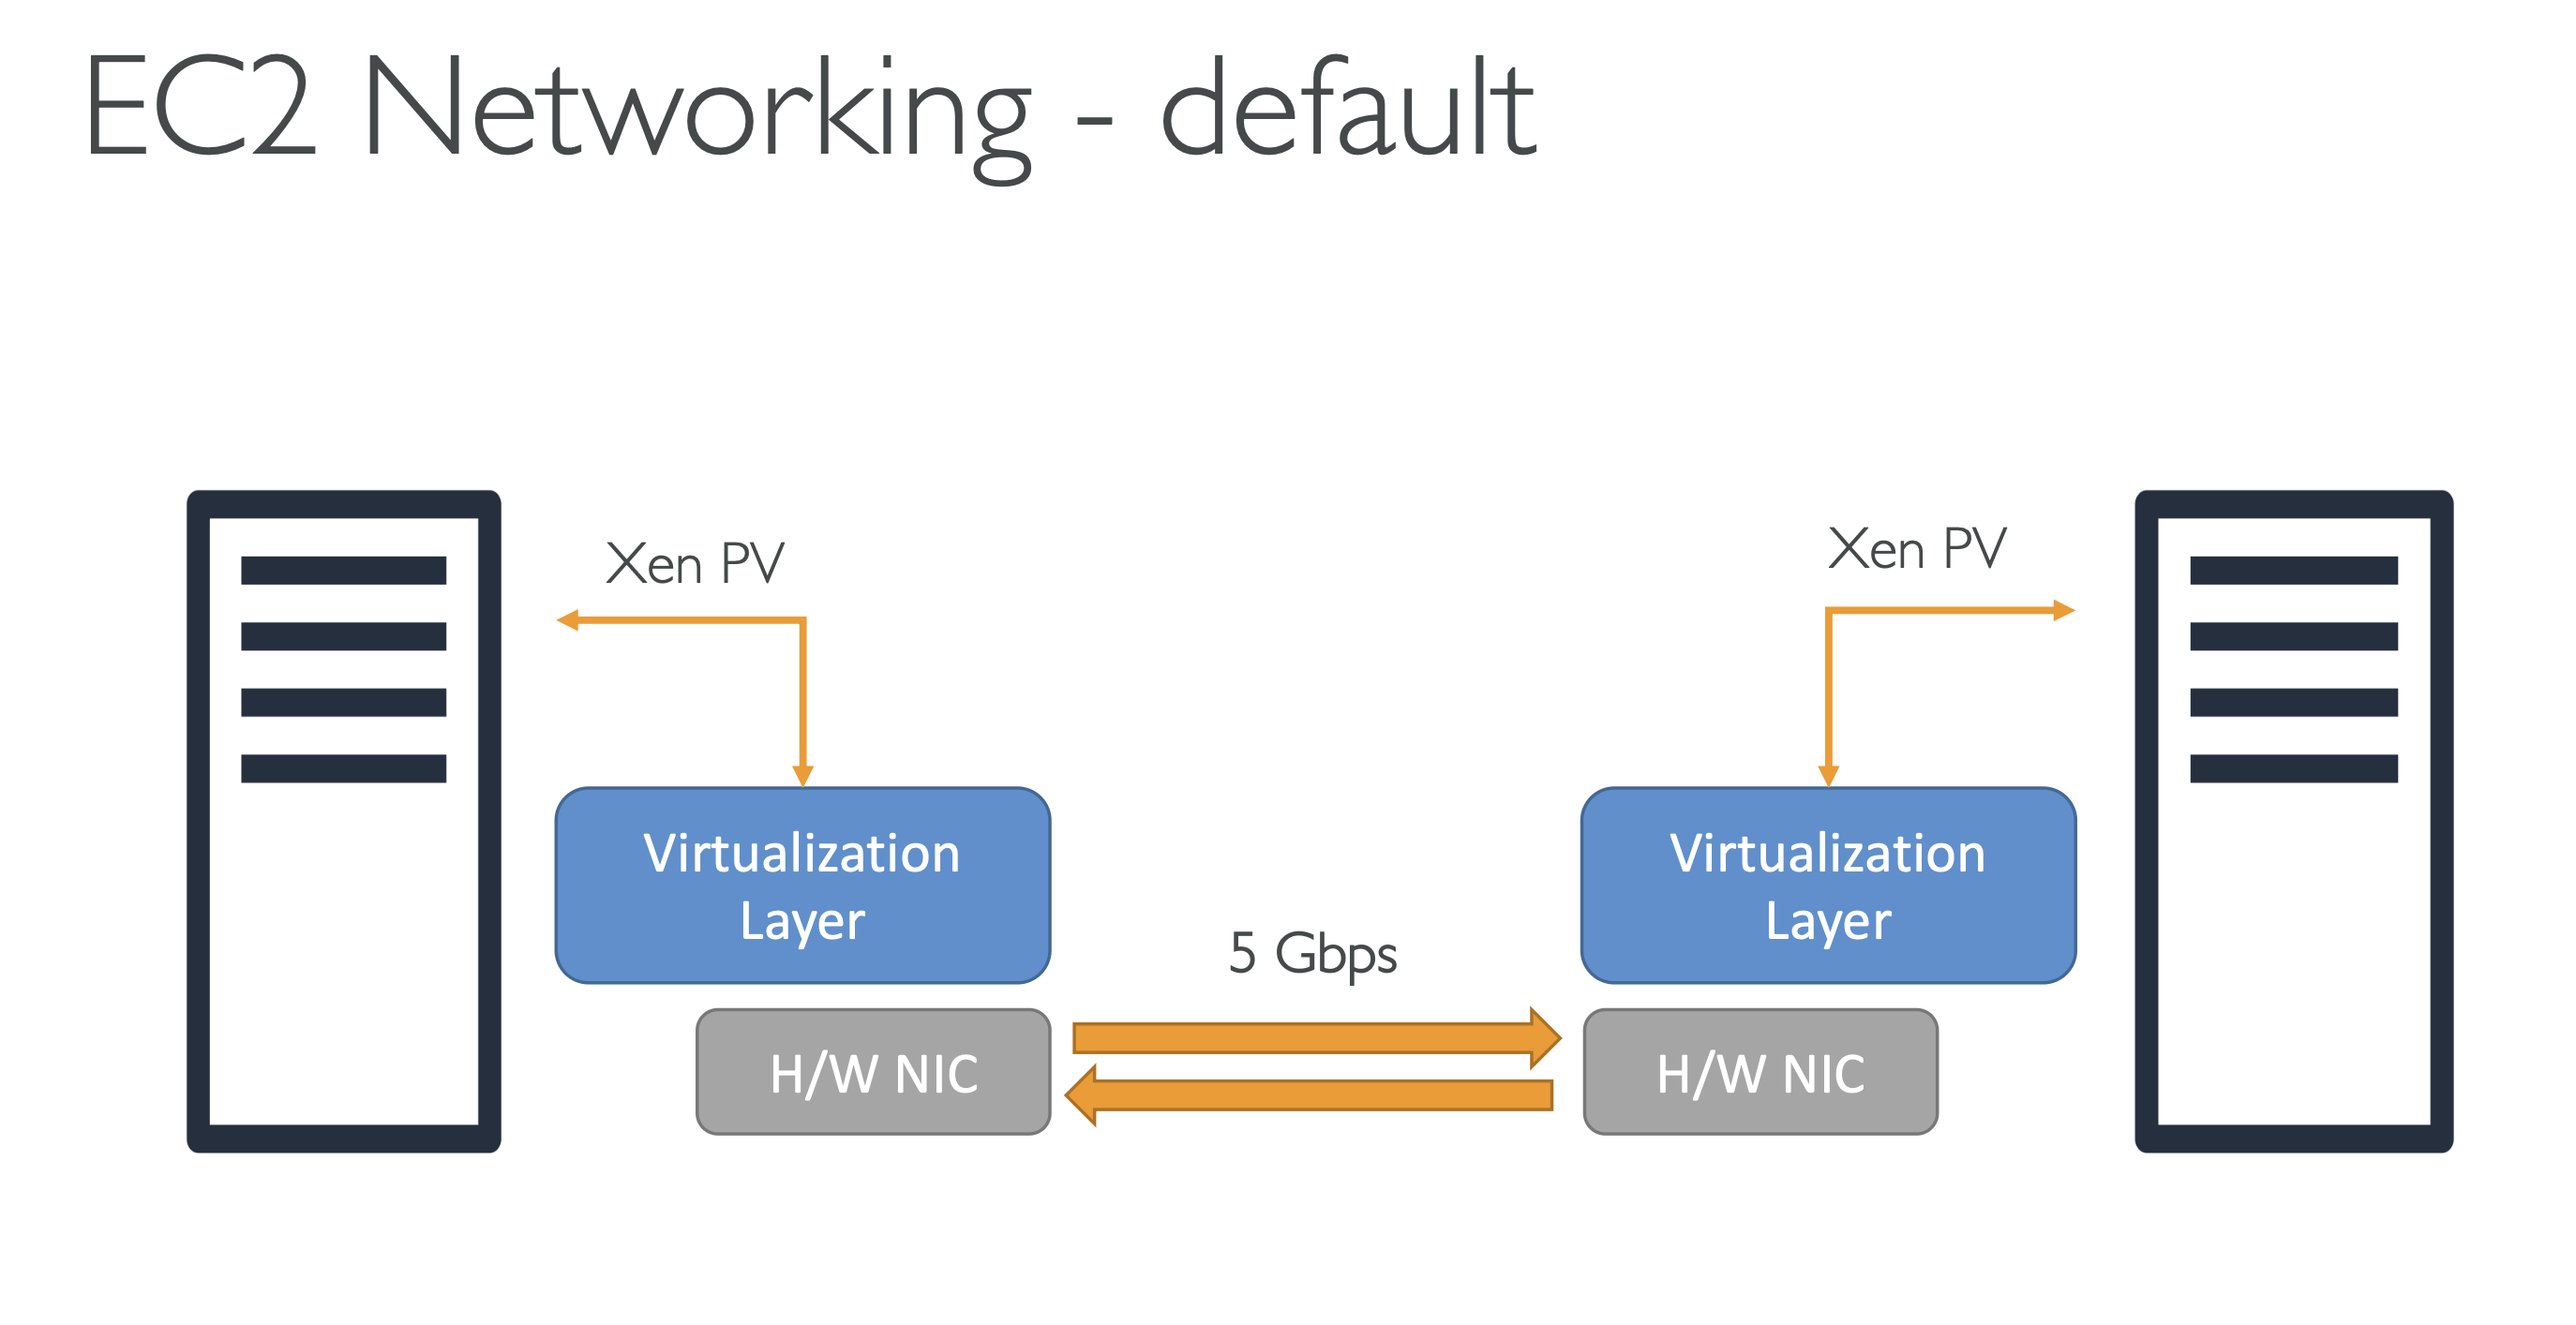 EC2 Networking - default
Xen PV
Xen PV
Virtualization
Layer
Virtualization
Layer
5 Gbps
H/W NIC
H/W NIC